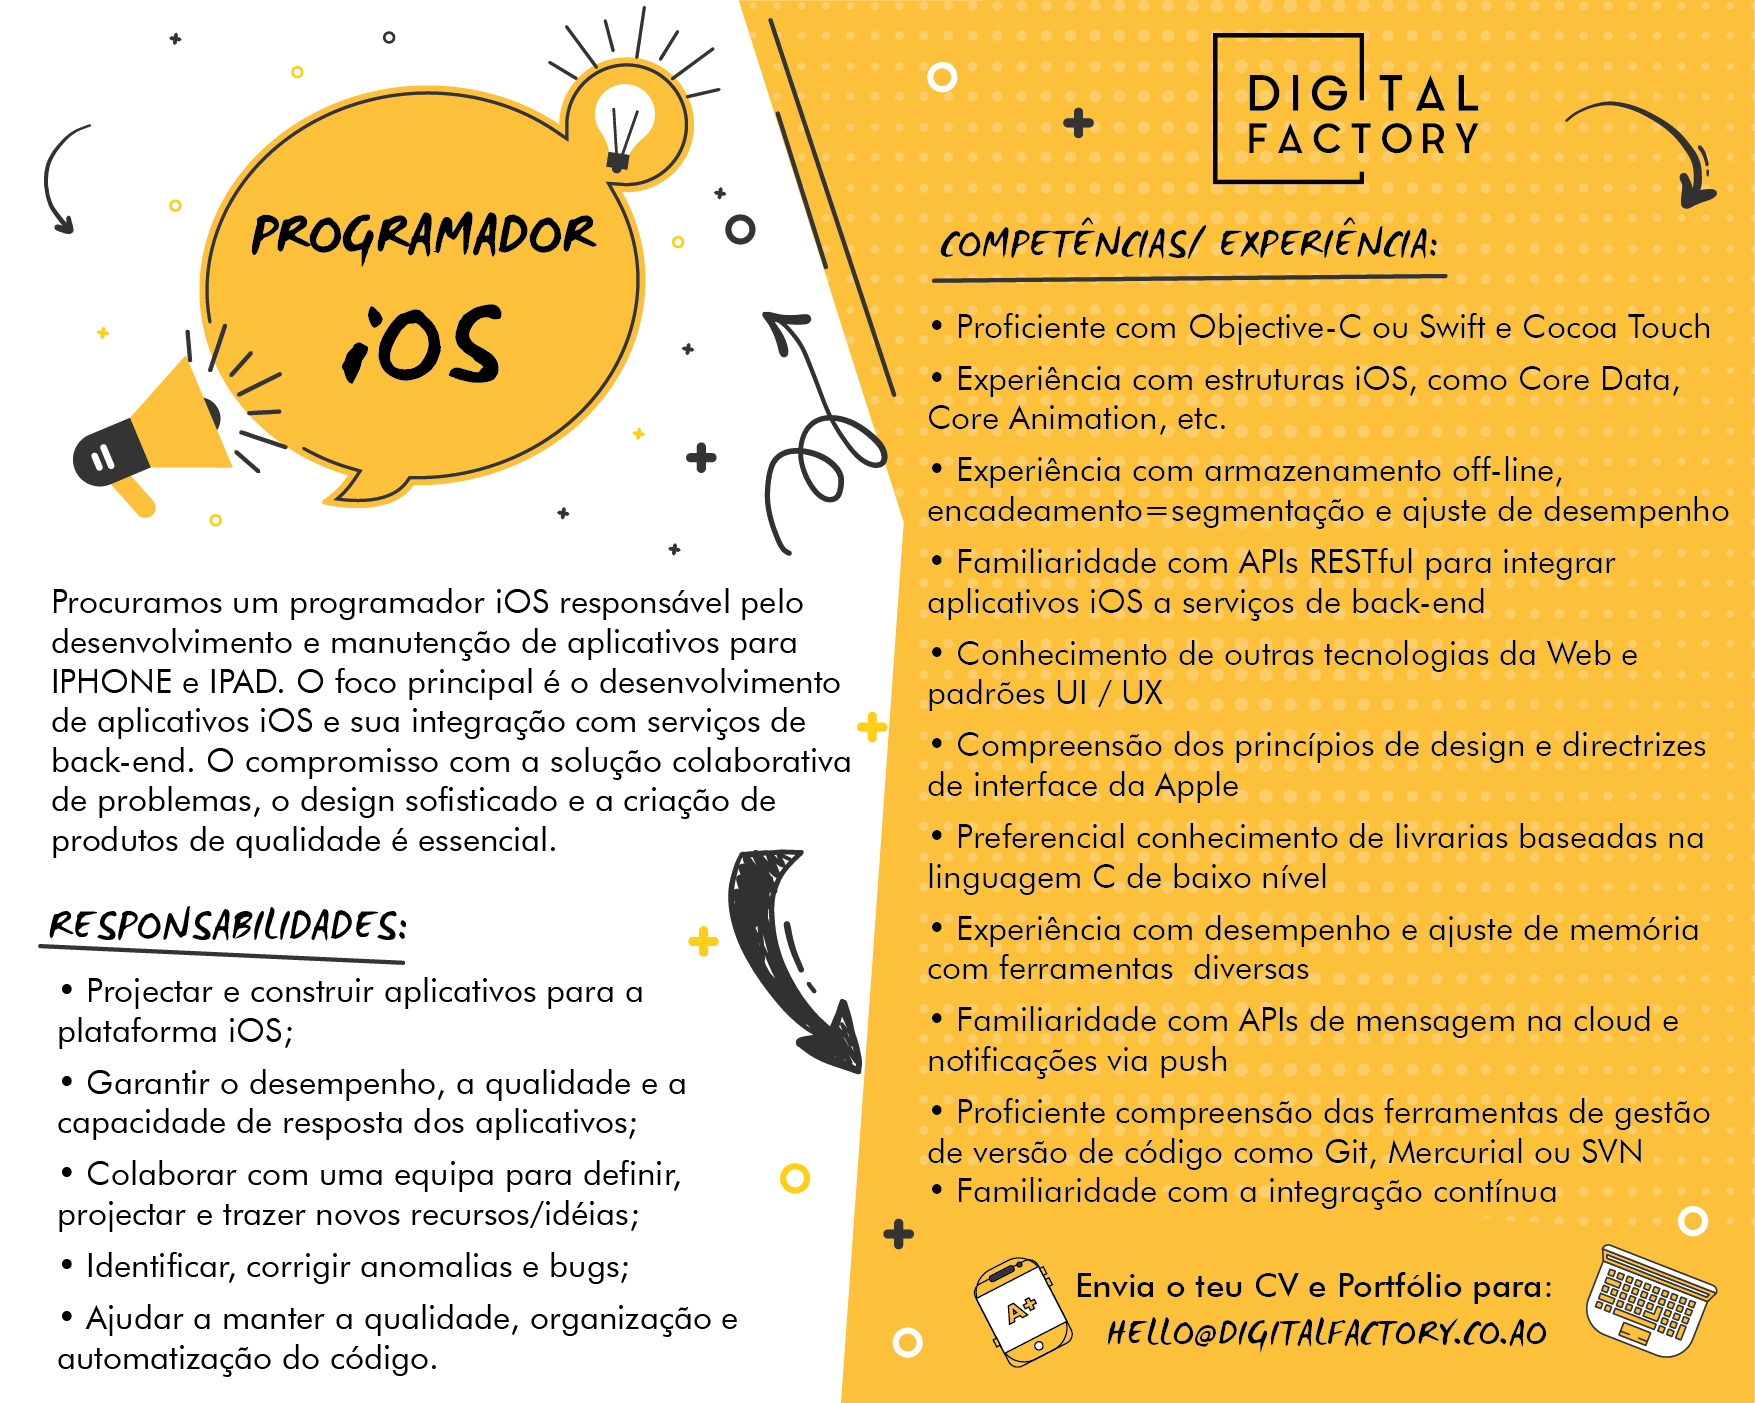 PROGRAMADOR
iOS
Procuramos um programador iOS responsável pelo
desenvolvimento e manutenção de aplicativos para
IPHONE e IPAD. O foco principal é o desenvolvimento
de aplicativos iOS e sua integração com serviços de
back-end. O compromisso com a solução colaborativa
de problemas, o design sofisticado e a criação de
produtos de qualidade é essencial.
RESPONSABILIDADES:
• Projectar e construir aplicativos para a
plataforma iOS;
• Garantir o desempenho, a qualidade e a
capacidade de resposta dos aplicativos;
• Colaborar com uma equipa para definir,
projectar e trazer novos recursos/idéias;
• Identificar, corrigir anomalias e bugs;
• Ajudar a manter a qualidade, organização e
automatização do código.
DIGITAL
FACTORY
COMPETÊNCIAS/ EXPERIÊNCIA:
• Proficiente com Objective-C ou Swift e Cocoa Touch
• Experiência com estruturas iOS, como Core Data,
Core Animation, etc.
• Experiência com armazenamento off-line,
encadeamento=segmentação e ajuste de desempenho
• Familiaridade com APIs RESTful para integrar
aplicativos iOS a serviços de back-end
• Conhecimento de outras tecnologias da Web e
padrões UI / UX
• Compreensão dos princípios de design e directrizes
de interface da Apple
• Preferencial conhecimento de livrarias baseadas na
linguagem C de baixo nível
• Experiência com desempenho e ajuste de memória
com ferramentas  diversas
• Familiaridade com APIs de mensagem na cloud e
notificações via push
• Proficiente compreensão das ferramentas de gestão
de versão de código como Git, Mercurial ou SVN
• Familiaridade com a integração contínua
A+
Envia o teu CV e Portfólio para:
HELLO@DIGITALFACTORY.CO.AO